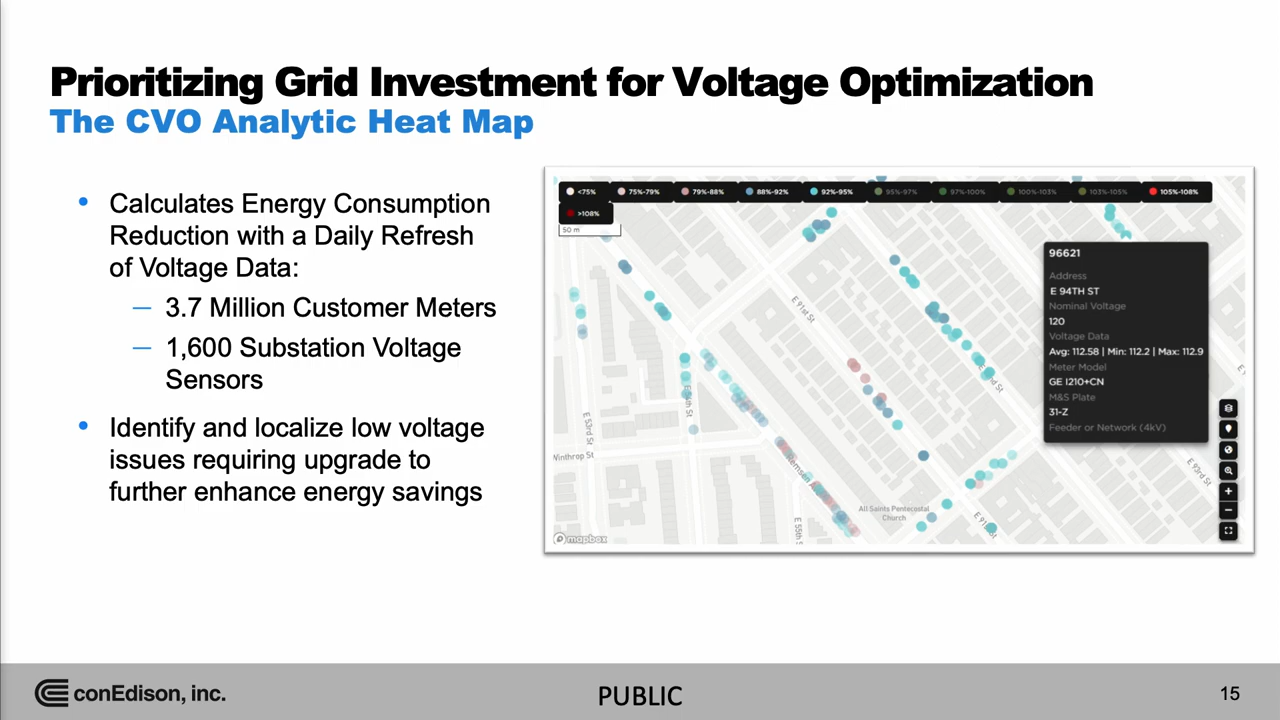 Prioritizing Grid Investment for Voltage Optimization
The CVO Analytic Heat Map
• Calculates Energy Consumption
Reduction with a Daily Refresh
of Voltage Data:
— 3.7 Million Customer Meters
— 1,600 Substation Voltage
Sensors
• Identify and localize low voltage
issues requiring upgrade to
further enhance energy savings
<75% 75%-79% 79%-88% 88%-92% 92%-95% 95%-97% 97%-100% 100%-103% 103%-105% 105%-108%
>108%
50 m
96621
Address
E 94TH ST
Nominal Voltage
120
Voltage Data
Avg: 112.58 | Min: 112.2 | Max: 112.9
Meter Model
GE I210+CN
M&S Plate
31-Z
Feeder or Network (4kV)
E 91st St
E 53rd St
Winthrop St
E 93rd St
All Saints Pentecostal
Church
E 55th S
mapbox
conEdison, inc.
PUBLIC
15